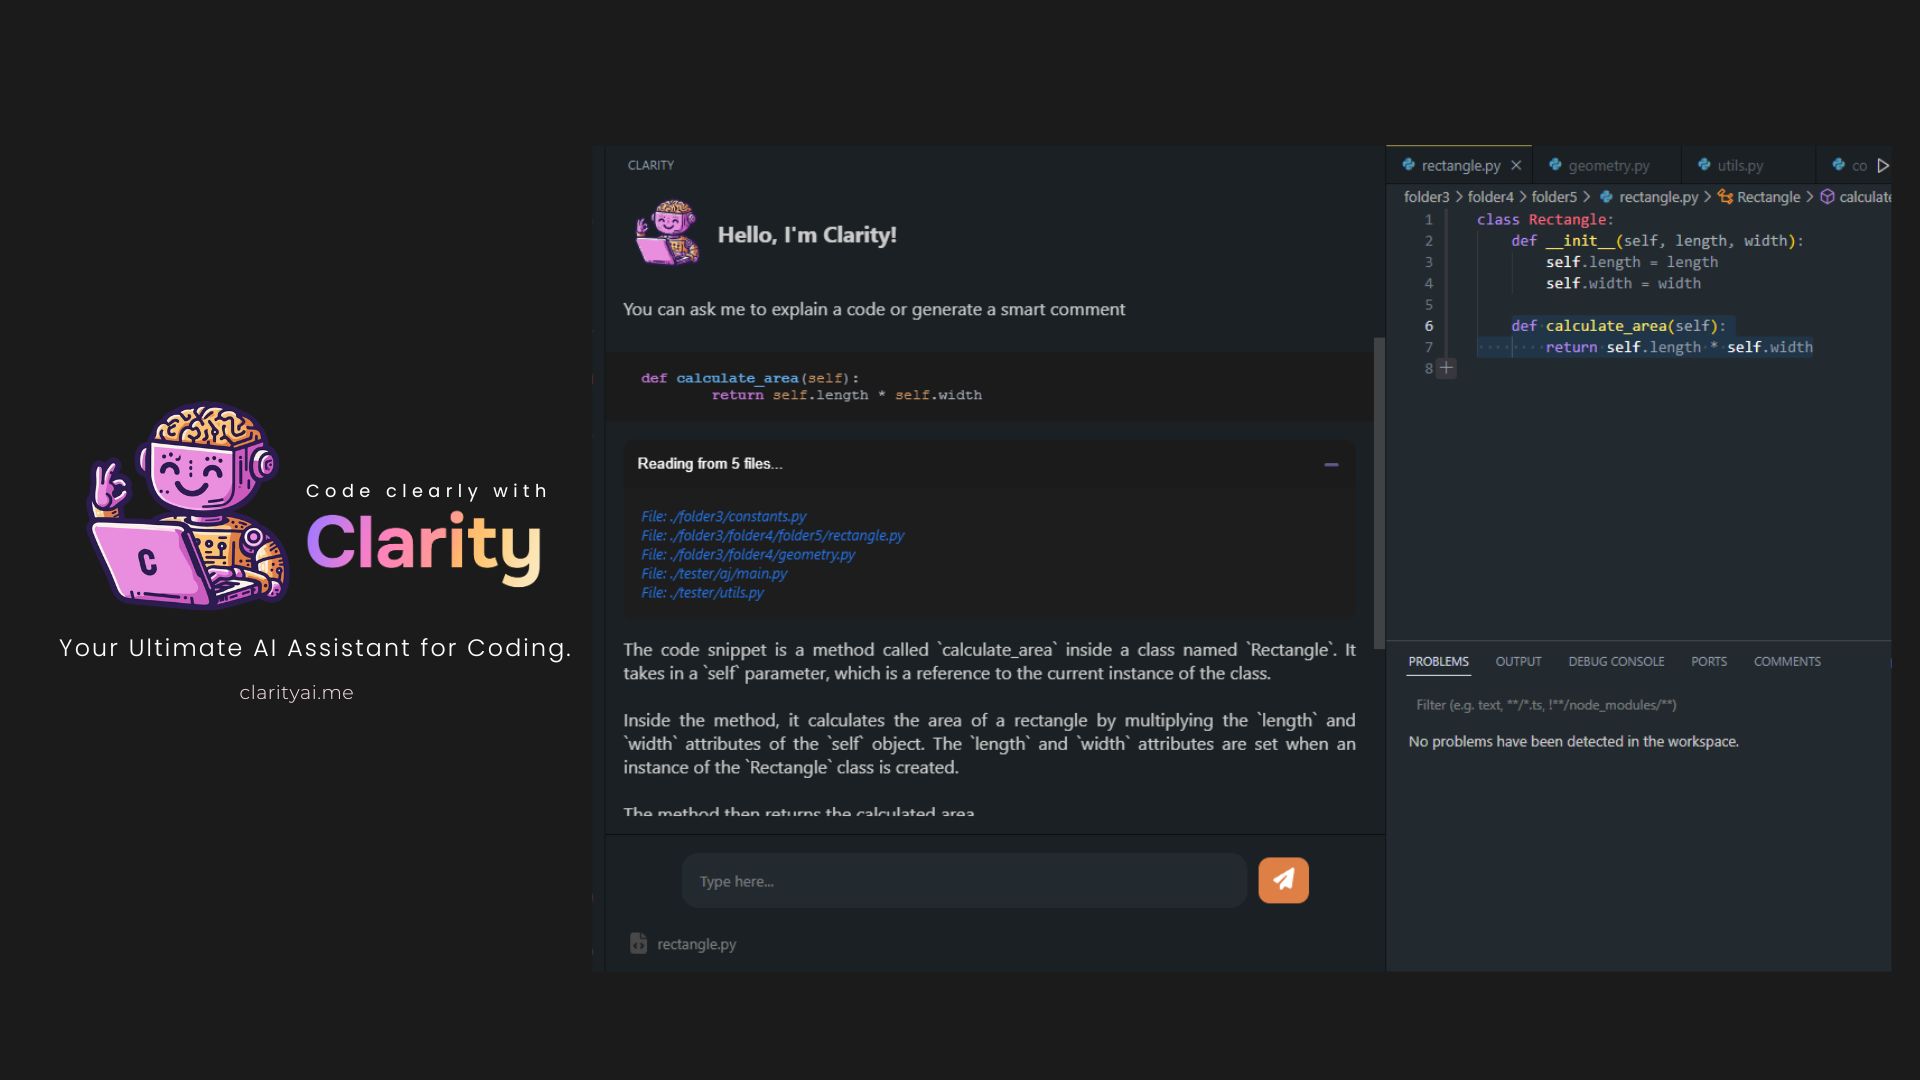 C
Code clearly with
Clarity
Your Ultimate AI Assistant for Coding.
clarityai.me
CLARITY
Hello, I'm Clarity!
You can ask me to explain a code or generate a smart comment
def calculate_area(self):
return self.length * self.width
Reading from 5 files...
File: ./folder3/constants.py
File: ./folder3/folder4/folder5/rectangle.py
File: ./folder3/folder4/geometry.py
File: ./tester/aj/main.py
File: ./tester/utils.py
The code snippet is a method called `calculate_area` inside a class named `Rectangle`. It
takes in a `self` parameter, which is a reference to the current instance of the class.
Inside the method, it calculates the area of a rectangle by multiplying the `length` and
`width` attributes of the `self` object. The `length` and `width` attributes are set when an
instance of the `Rectangle` class is created.
The method then returns the calculated area
Type here...
rectangle.py
rectangle.py geometry.py utils.py co
folder3 > folder4 > folder5 > rectangle.py > Rectangle > calculate
1 class Rectangle:
2 def __init__(self, length, width):
3 self.length = length
4 self.width = width
5
6 def calculate_area(self):
7 return self.length * self.width
8
PROBLEMS OUTPUT DEBUG CONSOLE PORTS COMMENTS
Filter (e.g. text, **/*.ts, !**/node_modules/**)
No problems have been detected in the workspace.